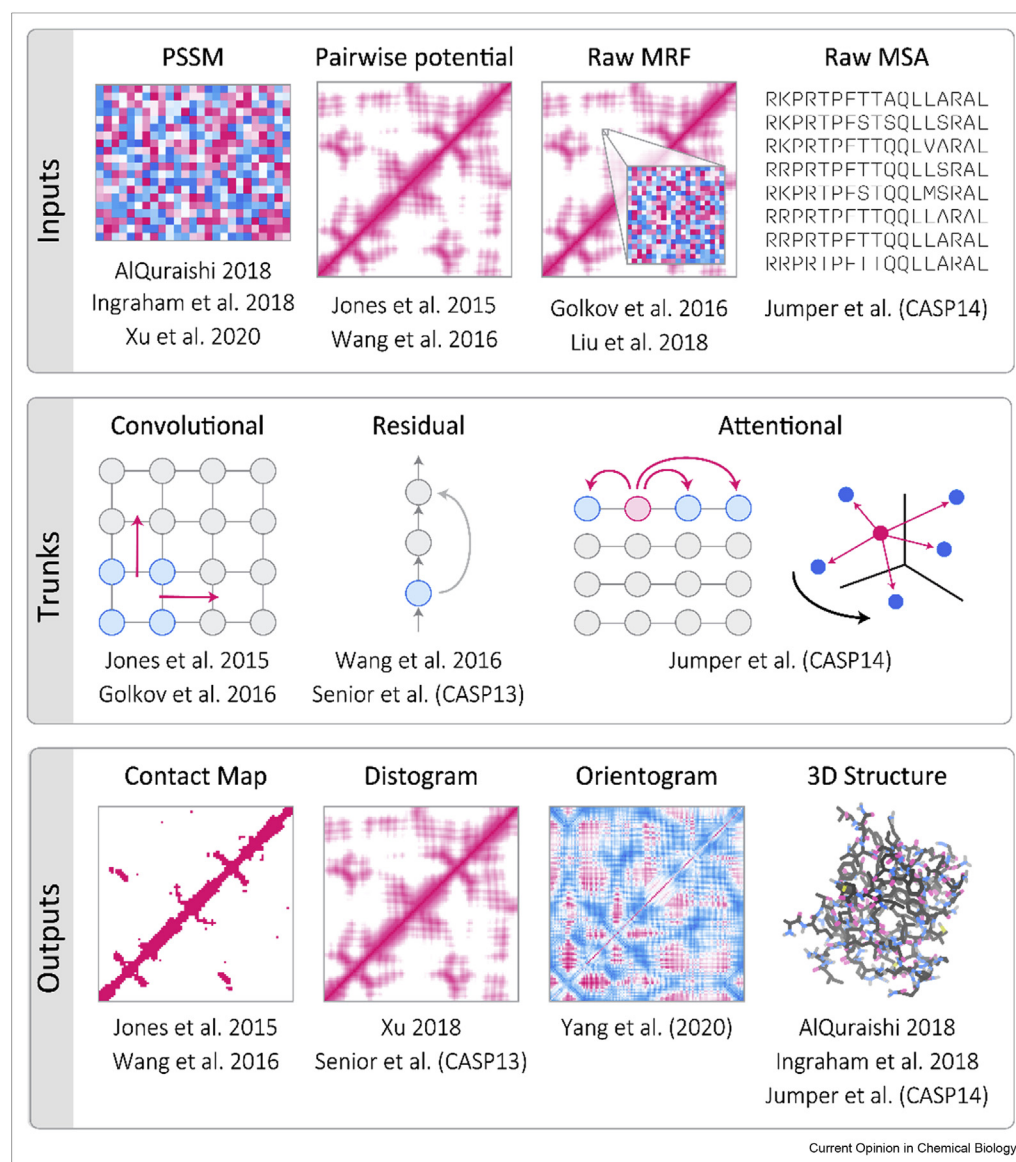 Inputs
PSSM
AlQuraishi 2018
Ingraham et al. 2018
Xu et al. 2020
Pairwise potential
Jones et al. 2015
Wang et al. 2016
Raw MRF
Golkov et al. 2016
Liu et al. 2018
Raw MSA
RKPRTPFTTAQLLARAL
RKPRTPFSTSQLLSRAL
RKPRTPFTTQQLVARAL
RRPRTPFTTQQLLSRAL
RKPRTPFSTQQLMSRAL
RRPRTPFTTQQLLARAL
RRPRTPFTTQQLLARAL
RRPRTPFTTQQLLARAL
Jumper et al. (CASP14)
Trunks
Convolutional
Jones et al. 2015
Golkov et al. 2016
Residual
Wang et al. 2016
Senior et al. (CASP13)
Attentional
Jumper et al. (CASP14)
Outputs
Contact Map
Jones et al. 2015
Wang et al. 2016
Distogram
Xu 2018
Senior et al. (CASP13)
Orientogram
Yang et al. (2020)
3D Structure
AlQuraishi 2018
Ingraham et al. 2018
Jumper et al. (CASP14)
Current Opinion in Chemical Biology